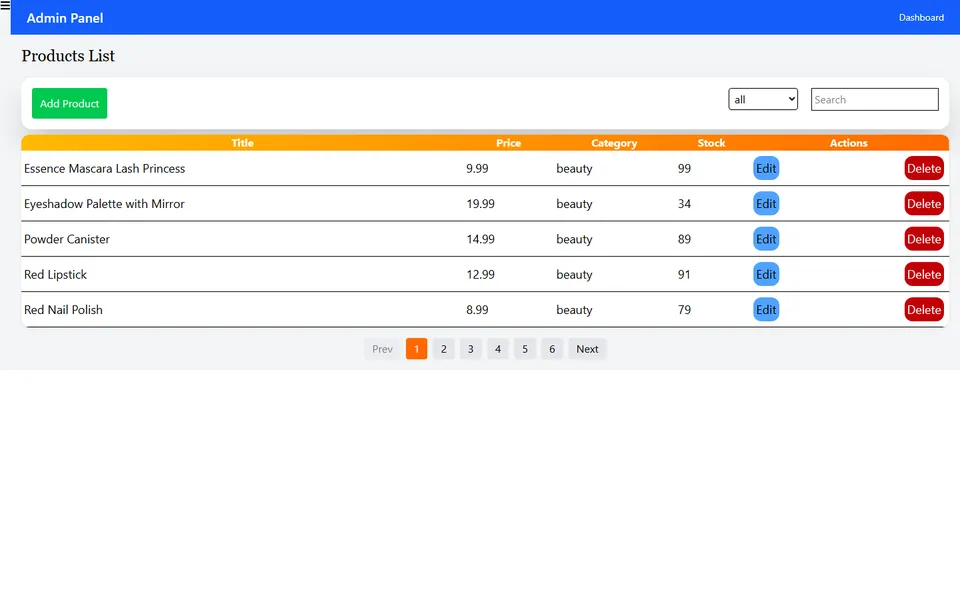 Admin Panel Dashboard
Products List
Add Product all Search
Title Price Category Stock Actions
Essence Mascara Lash Princess 9.99 beauty 99 Edit Delete
Eyeshadow Palette with Mirror 19.99 beauty 34 Edit Delete
Powder Canister 14.99 beauty 89 Edit Delete
Red Lipstick 12.99 beauty 91 Edit Delete
Red Nail Polish 8.99 beauty 79 Edit Delete
Prev 1 2 3 4 5 6 Next